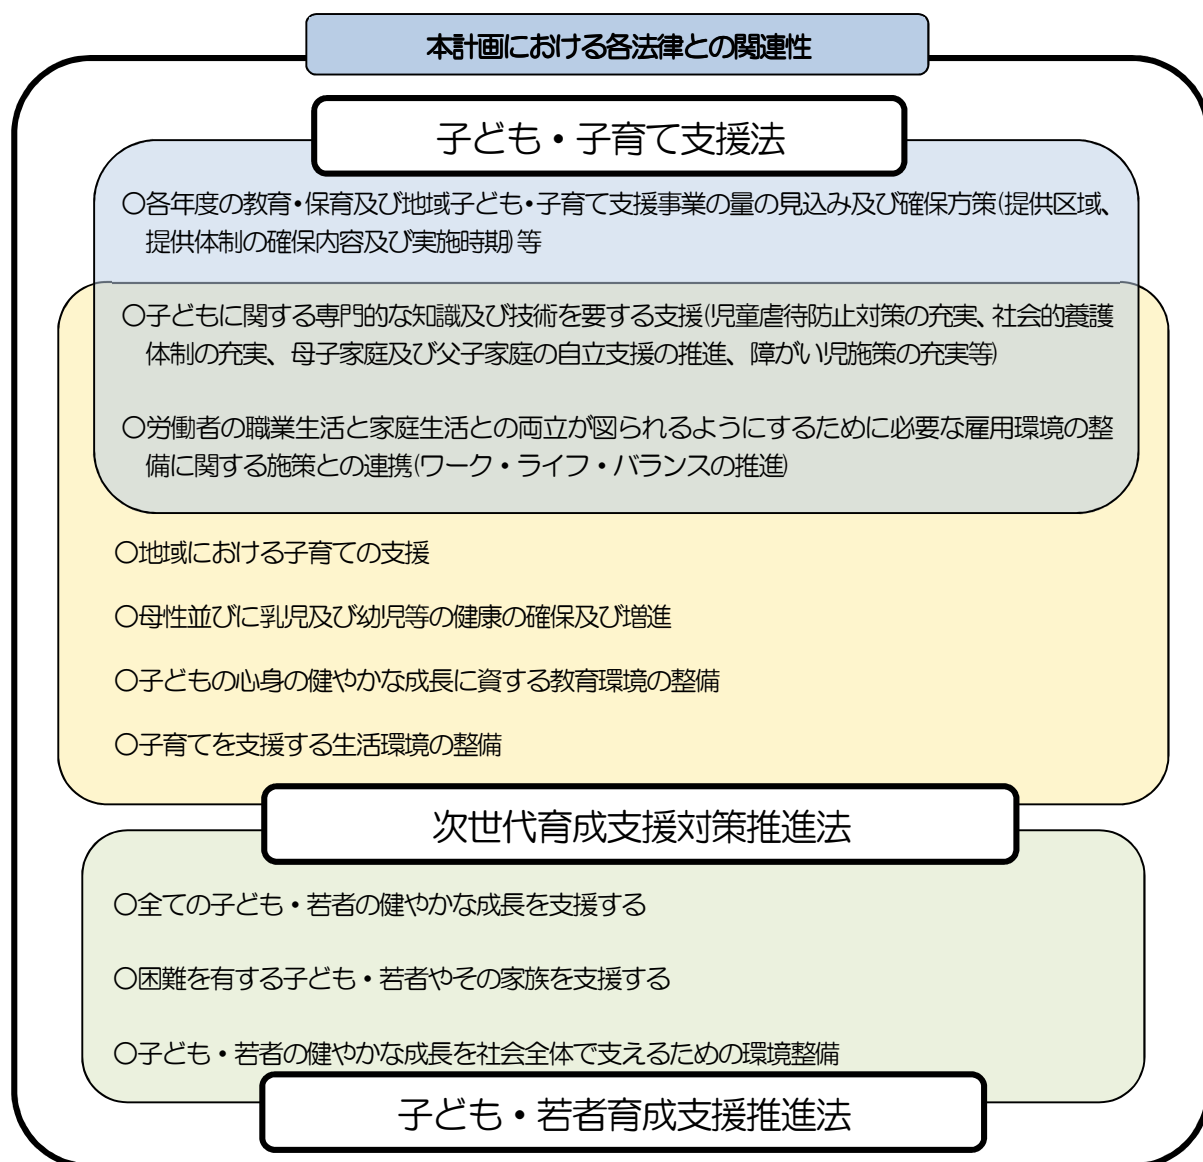 本計画における各法律との関連性
子ども・子育て支援法
○各年度の教育・保育及び地域子ども・子育て支援事業の量の見込み及び確保方策(提供区域、
提供体制の確保内容及び実施時期)等
○子どもに関する専門的な知識及び技術を要する支援(児童虐待防止対策の充実、社会的養護
体制の充実、母子家庭及び父子家庭の自立支援の推進、障がい児施策の充実等)
○労働者の職業生活と家庭生活との両立が図られるようにするために必要な雇用環境の整
備に関する施策との連携(ワーク・ライフ・バランスの推進)
○地域における子育ての支援
○母性並びに乳児及び幼児等の健康の確保及び増進
○子どもの心身の健やかな成長に資する教育環境の整備
○子育てを支援する生活環境の整備
次世代育成支援対策推進法
○全ての子ども・若者の健やかな成長を支援する
○困難を有する子ども・若者やその家族を支援する
○子ども・若者の健やかな成長を社会全体で支えるための環境整備
子ども・若者育成支援推進法